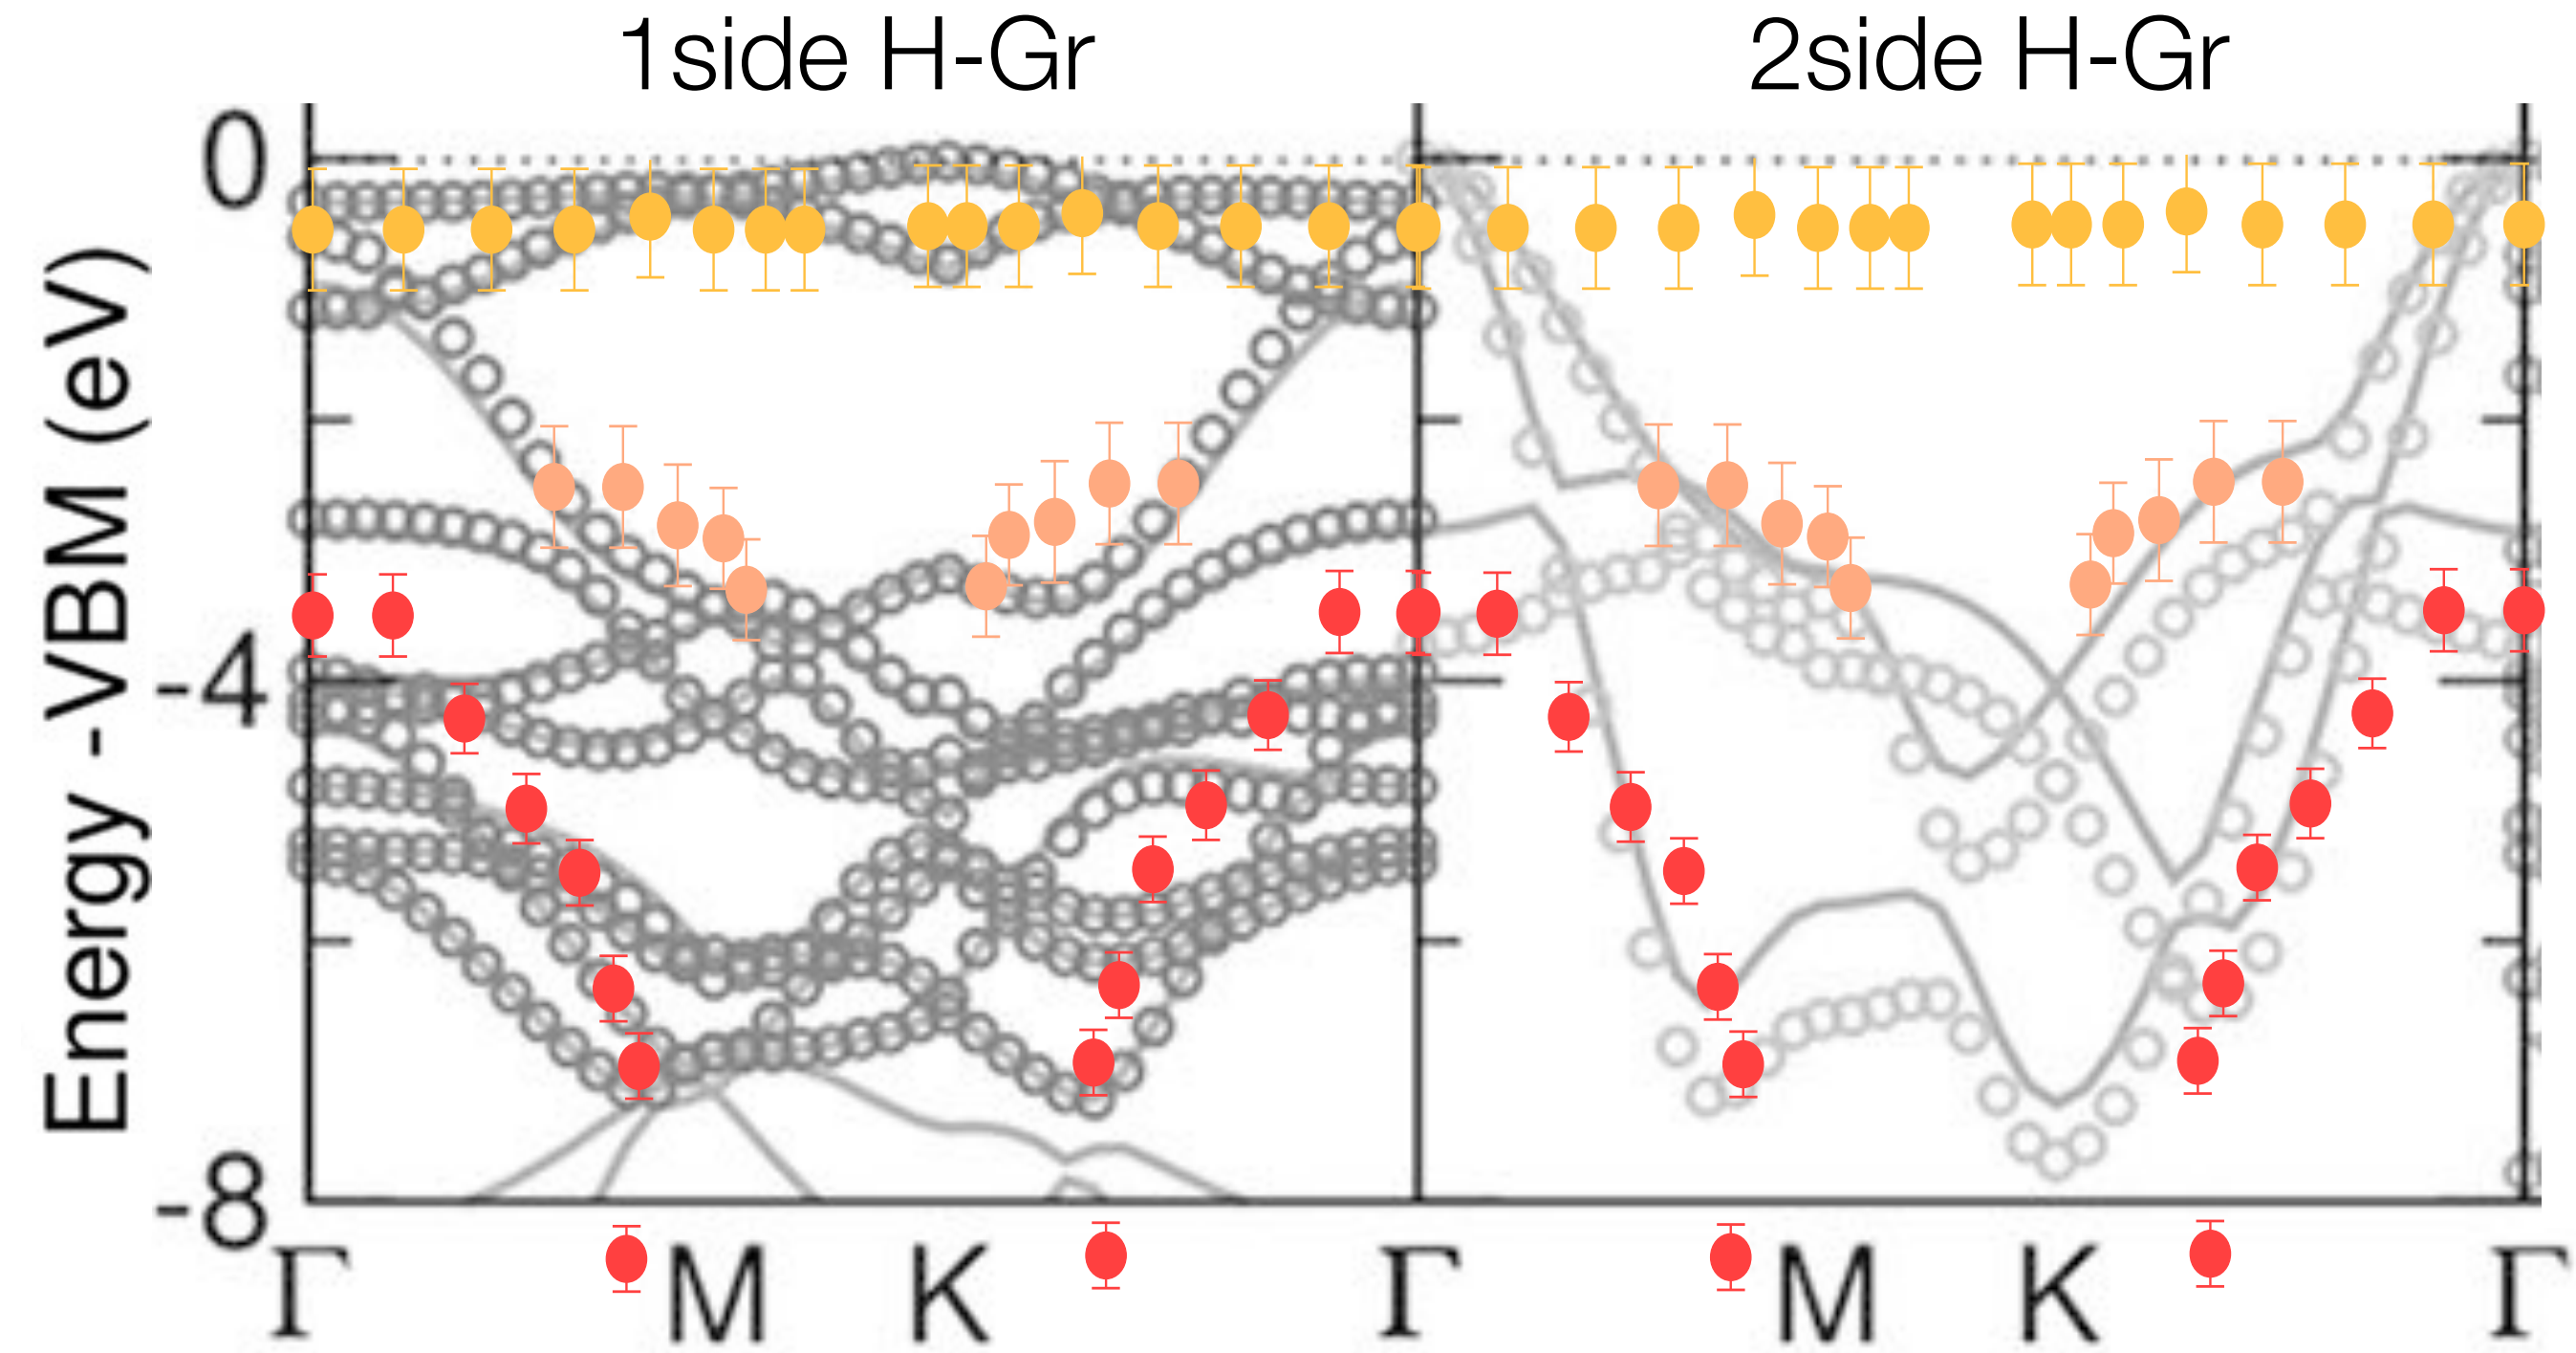 1side H-Gr
2side H-Gr
Energy -VBM (eV)
0
-4
-8
Γ M K Γ M K Γ